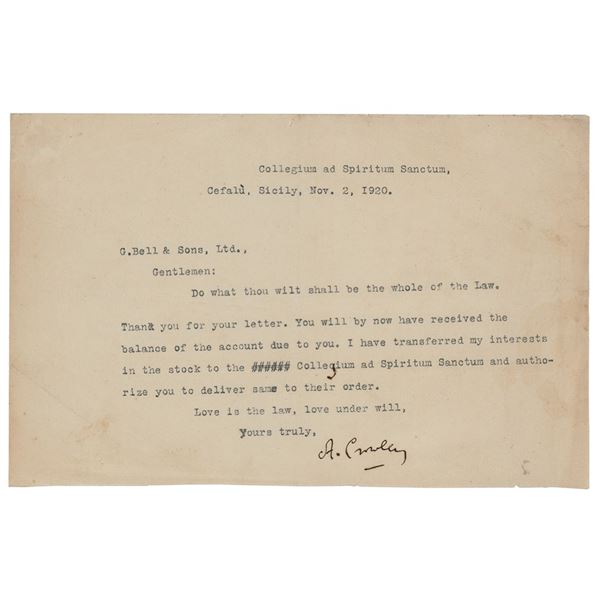 Collegium ad Spiritum Sanctum,
Cefalù, Sicily, Nov. 2, 1920.
G.Bell & Sons, Ltd.,
Gentlemen:
Do what thou wilt shall be the whole of the Law.
Thank you for your letter. You will by now have received the
balance of the account due to you. I have transferred my interests
in the stock to the ###### Collegium ad Spiritum Sanctum and autho-
rize you to deliver same to their order.
Love is the law, love under will,
Yours truly,
A. Crowley